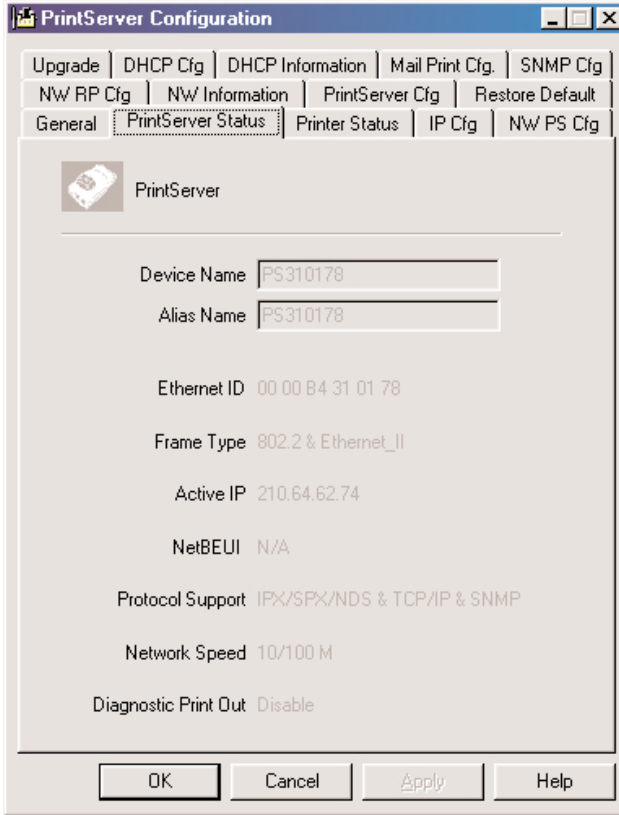 PrintServer Configuration
Upgrade DHCP Cfg DHCP Information Mail Print Cfg. SNMP Cfg
NW RP Cfg NW Information PrintServer Cfg Restore Default
General PrintServer Status Printer Status IP Cfg NW PS Cfg
PrintServer
Device Name PS310178
Alias Name PS310178
Ethernet ID 00 00 B4 31 01 78
Frame Type 802.2 & Ethernet_II
Active IP 210.64.62.74
NetBEUI N/A
Protocol Support IPX/SPX/NDS & TCP/IP & SNMP
Network Speed 10/100 M
Diagnostic Print Out Disable
OK Cancel Apply Help